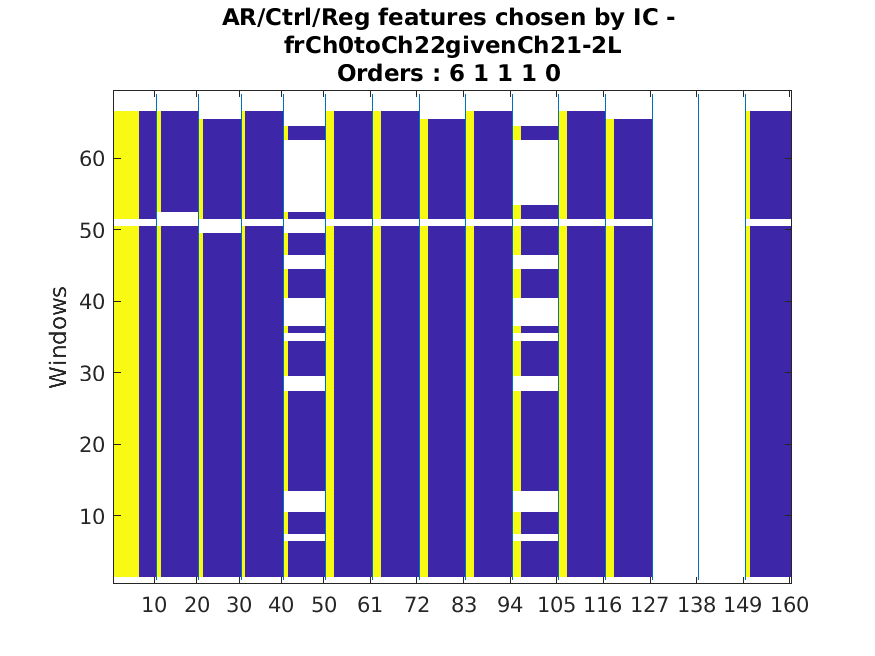 AR/Ctrl/Reg features chosen by IC -
frCh0toCh22givenCh21-2L
Orders : 6 1 1 1 0
60
50
40
30
20
10
Windows
10 20 30 40 50 61 72 83 94 105 116 127 138 149 160